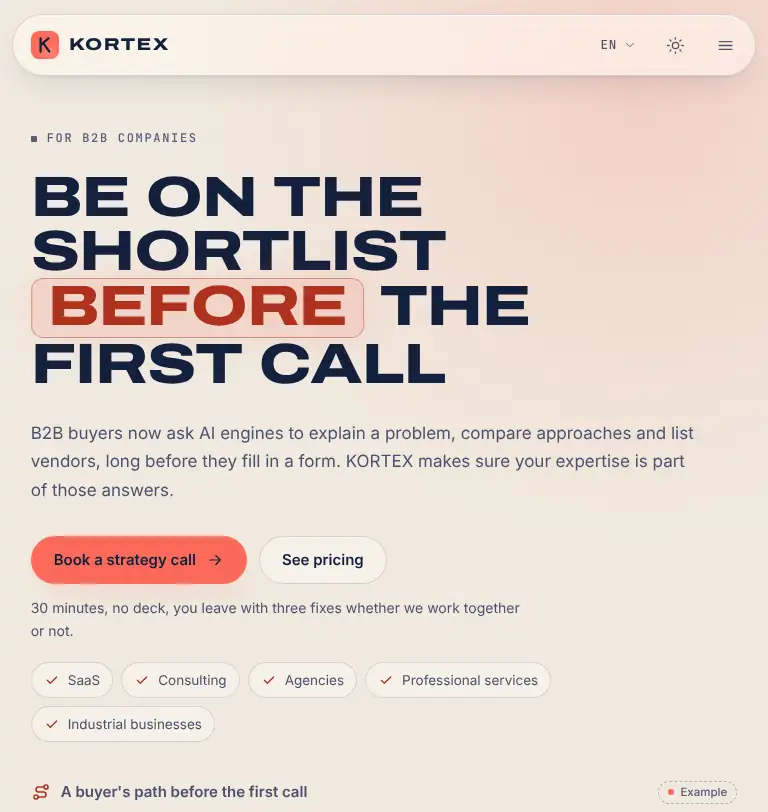 K KORTEX EN
FOR B2B COMPANIES
BE ON THE
SHORTLIST
BEFORE THE
FIRST CALL
B2B buyers now ask AI engines to explain a problem, compare approaches and list
vendors, long before they fill in a form. KORTEX makes sure your expertise is part
of those answers.
Book a strategy call → See pricing
30 minutes, no deck, you leave with three fixes whether we work together
or not.
SaaS Consulting Agencies Professional services
Industrial businesses
A buyer's path before the first call Example